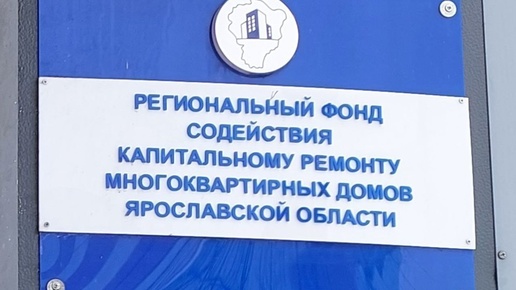 РЕГИОНАЛЬНЫЙ ФОНД
СОДЕЙСТВИЯ
КАПИТАЛЬНОМУ РЕМОНТУ
МНОГОКВАРТИРНЫХ ДОМОВ
ЯРОСЛАВСКОЙ ОБЛАСТИ